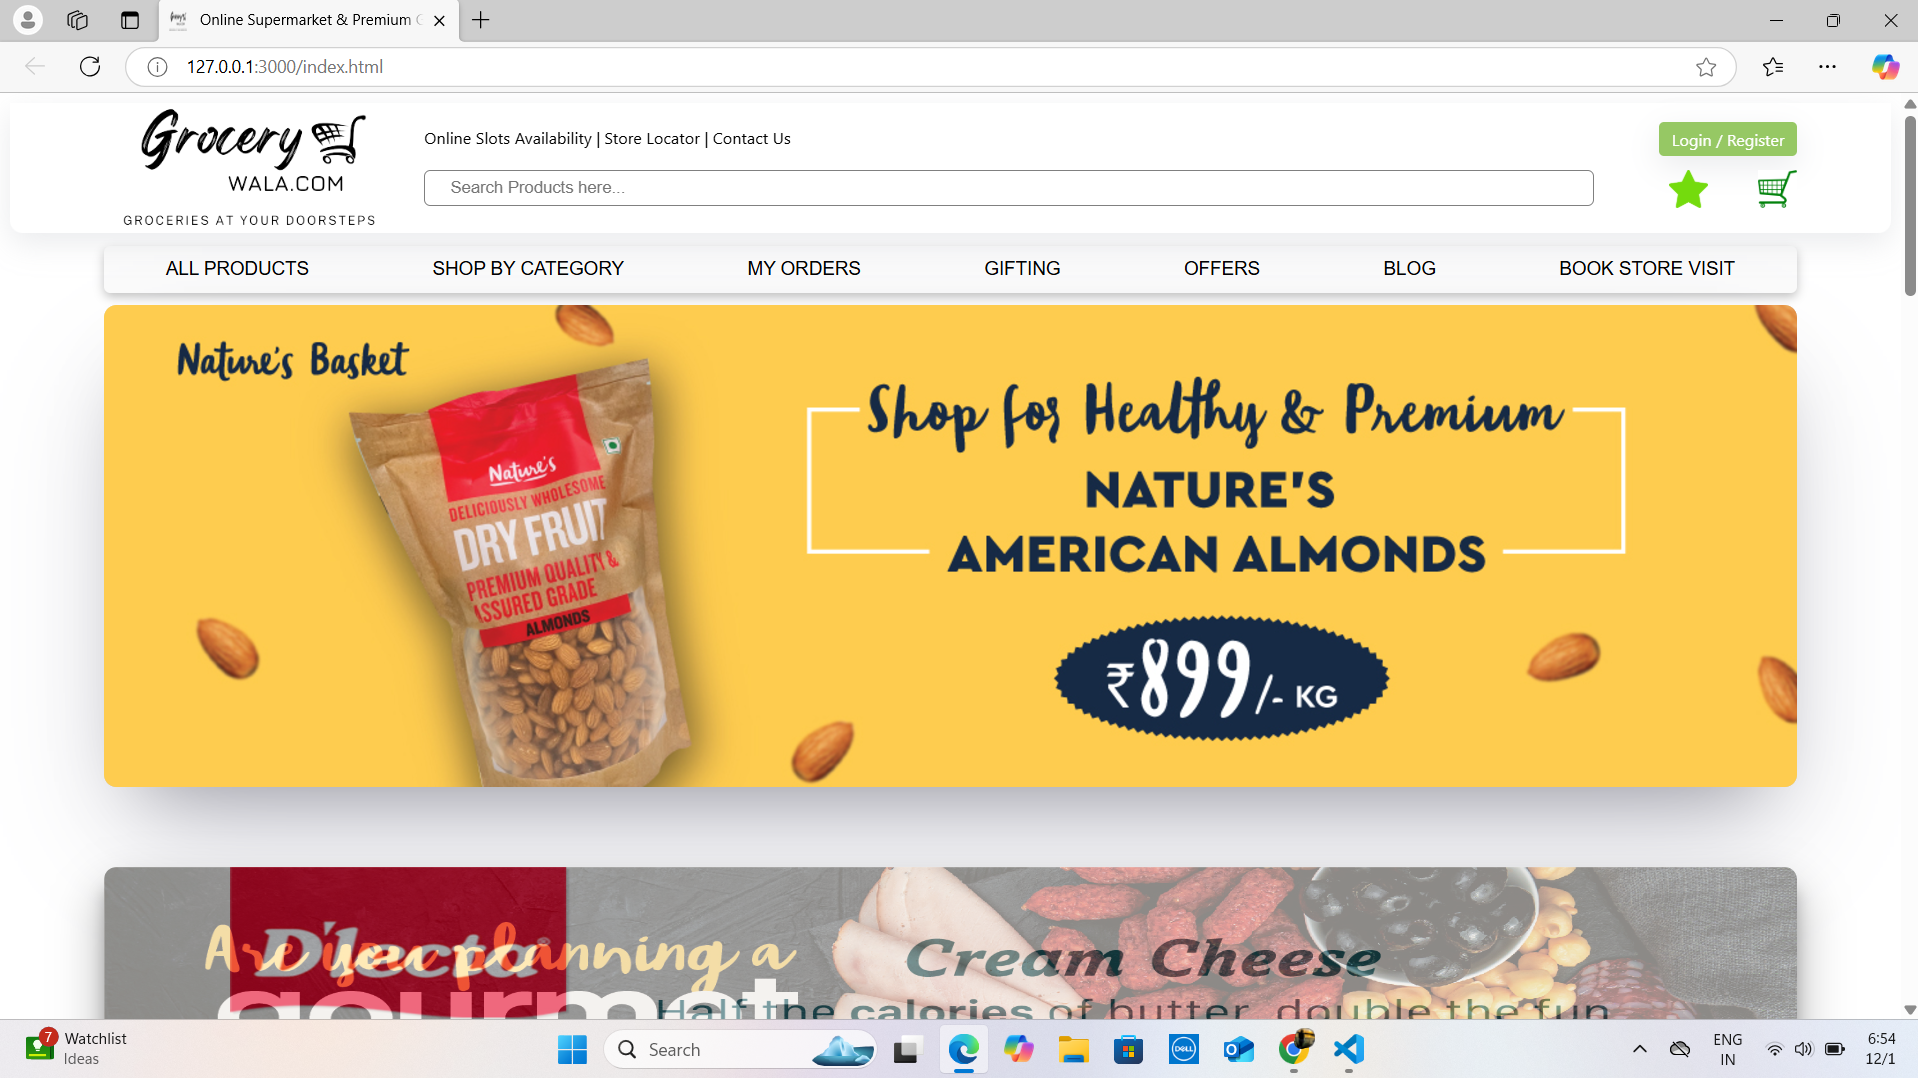 Online Supermarket & Premium
127.0.0.1:3000/index.html
Grocery
WALA.COM
GROCERIES AT YOUR DOORSTEPS
Online Slots Availability | Store Locator | Contact Us
Search Products here...
Login / Register
ALL PRODUCTS
SHOP BY CATEGORY
MY ORDERS
GIFTING
OFFERS
BLOG
BOOK STORE VISIT
Nature's Basket
Nature's
DELICIOUSLY WHOLESOME
DRY FRUIT
PREMIUM QUALITY &
ASSURED GRADE
ALMONDS
Shop for Healthy & Premium
NATURE'S
AMERICAN ALMONDS
₹899/- KG
Are you planning a
gourmet
D'lecta
Cream Cheese
Half the calories of butter, double the fun
7
Watchlist
Ideas
Search
DELL
ENG
IN
6:54
12/1